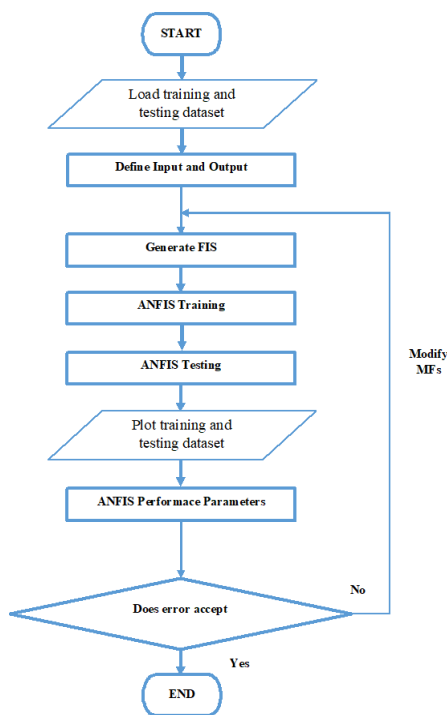 START
Load training and
testing dataset
Define Input and Output
Generate FIS
ANFIS Training
ANFIS Testing
Modify
MFs
Plot training and
testing dataset
ANFIS Performace Parameters
No
Does error accept
Yes
END